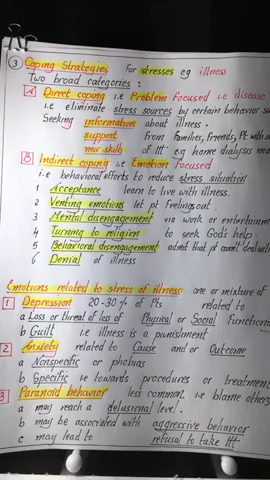 ③ Coping Strategies for stresses eg illness
Two broad categories:
A Direct coping i.e Problem focused i.e disease
i.e eliminate stress sources by certain behavior
Seeking information about illness.
support from families, friends, Pt with
new skills of ttt eg home dialysis
B Indirect coping i.e Emotion focused
i.e behavioral efforts to reduce stress situation
1 Acceptance learn to live with illness.
2 Venting emotions let pt feelings out.
3 Mental disengagement via work or entertainment
4 Turning to religion to seek God's help.
5 Behavioral disengagement admit that pt
6 Denial of illness
Emotions related to stress of illness are or mixture of
1 Depression 20-30% of Pts related to
a Loss or threat of loss of Physical or Social function
b Guilt i.e illness is a punishment
2 Anxiety related to Cause and/or Outcome
a Nonspecific or phobias
b Specific i.e towards procedures or treatment
3 Paranoid behavior less common i.e blame others
a may reach a delusional level.
b may be associated with aggressive behavior
c may lead to refusal to take ttt